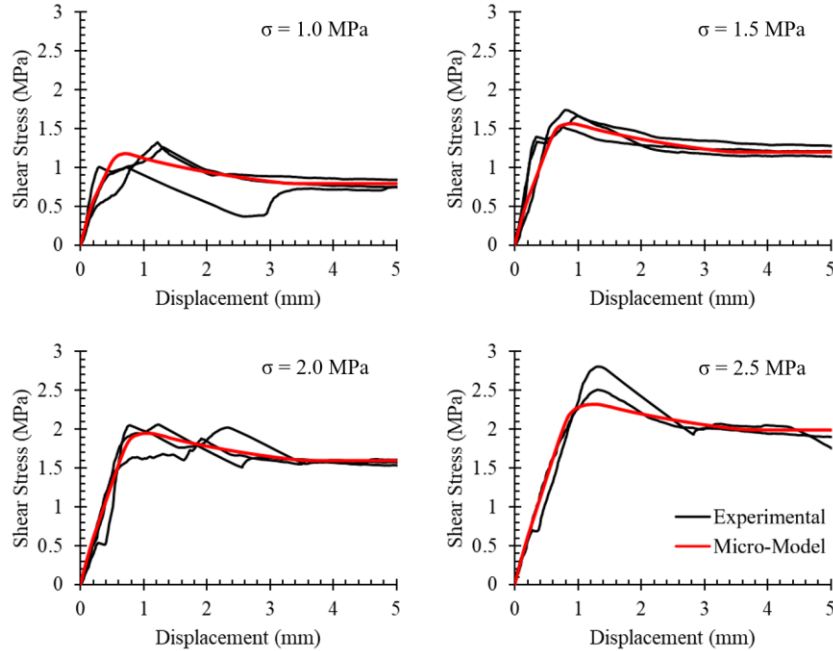 σ = 1.0 MPa
Shear Stress (MPa)
3
2.5
2
1.5
1
0.5
0
0 1 2 3 4 5
Displacement (mm)
σ = 1.5 MPa
Shear Stress (MPa)
3
2.5
2
1.5
1
0.5
0
0 1 2 3 4 5
Displacement (mm)
σ = 2.0 MPa
Shear Stress (MPa)
3
2.5
2
1.5
1
0.5
0
0 1 2 3 4 5
Displacement (mm)
σ = 2.5 MPa
Shear Stress (MPa)
3
2.5
2
1.5
1
0.5
0
0 1 2 3 4 5
Displacement (mm)
Experimental
Micro-Model